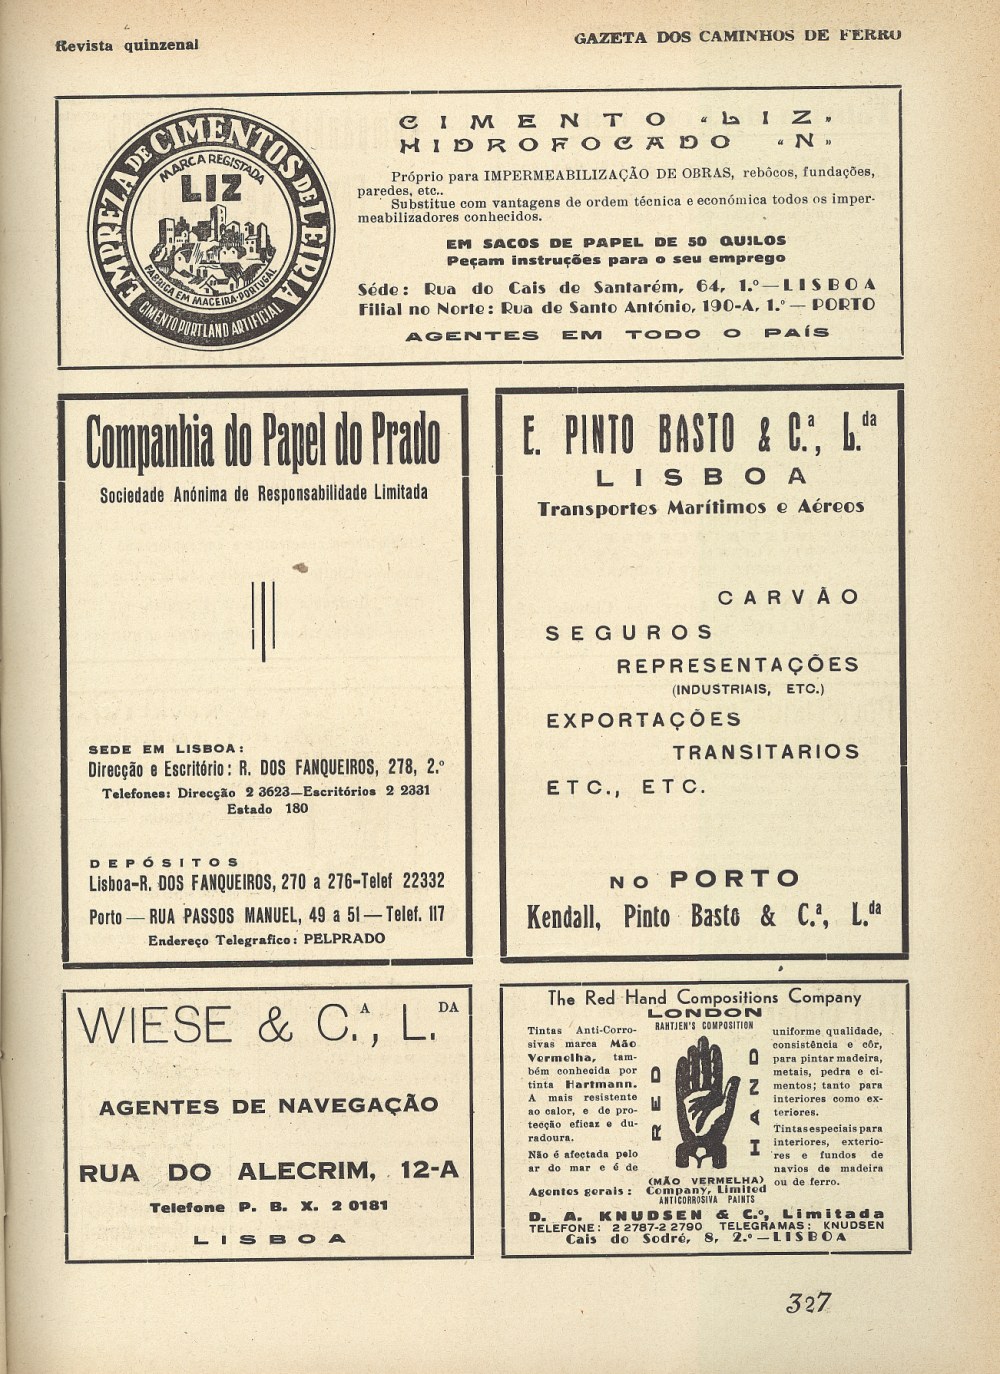 Revista quinzenal
GAZETA DOS CAMINHOS DE FERRO
EMPREZA DE CIMENTOS DE LEIRIA
MARCA REGISTADA
LIZ
FABRICA EM MACEIRA-PORTUGAL
CIMENTO PORTLAND ARTIFICIAL
CIMENTO «LIZ»
HIDROFOCADO «N»
Próprio para IMPERMEABILIZAÇÃO DE OBRAS, rebôcos, fundações,
paredes, etc..
Substitue com vantagens de ordem técnica e económica todos os imper-
meabilizadores conhecidos.
EM SACOS DE PAPEL DE 50 QUILOS
Peçam instruções para o seu emprego
Séde: Rua do Cais de Santarém, 64, 1.º—LISBOA
Filial no Norte: Rua de Santo António, 190-A, 1.º — PORTO
AGENTES EM TODO O PAÍS
Companhia do Papel do Prado
Sociedade Anónima de Responsabilidade Limitada
SEDE EM LISBOA:
Direcção e Escritório: R. DOS FANQUEIROS, 278, 2.º
Telefones: Direcção 2 3623—Escritórios 2 2331
Estado 180
DEPÓSITOS
Lisboa-R. DOS FANQUEIROS, 270 a 276-Telef 22332
Porto — RUA PASSOS MANUEL, 49 a 51 — Telef. 117
Endereço Telegrafico: PELPRADO
E. PINTO BASTO & C.ª, L.da
LISBOA
Transportes Marítimos e Aéreos
CARVÃO
SEGUROS
REPRESENTAÇÕES
(INDUSTRIAIS, ETC.)
EXPORTAÇÕES
TRANSITARIOS
ETC., ETC.
NO PORTO
Kendall, Pinto Basto & C.ª, L.da
WIESE & C.A, L.DA
AGENTES DE NAVEGAÇÃO
RUA DO ALECRIM, 12-A
Telefone P. B. X. 2 0181
LISBOA
The Red Hand Compositions Company
LONDON
RAHTJEN'S COMPOSITION
Tintas Anti-Corro-
sivas marca Mão
Vermelha, tam-
bém conhecida por
tinta Hartmann.
A mais resistente
ao calor, e de pro-
tecção eficaz e du-
radoura.
Não é afectada pelo
ar do mar e é de
RED HAND
uniforme qualidade,
consistência e côr,
para pintar madeira,
metais, pedra e ci-
mentos; tanto para
interiores como ex-
teriores.
Tintas especiais para
interiores, exterio-
res e fundos de
navios de madeira
ou de ferro.
(MÃO VERMELHA)
Agentes gerais: Company, Limited
ANTICORROSIVA PAINTS
D. A. KNUDSEN & C.º, Limitada
TELEFONE: 2 2787-2 2790 TELEGRAMAS: KNUDSEN
Cais do Sodré, 8, 2.º—LISBOA
327